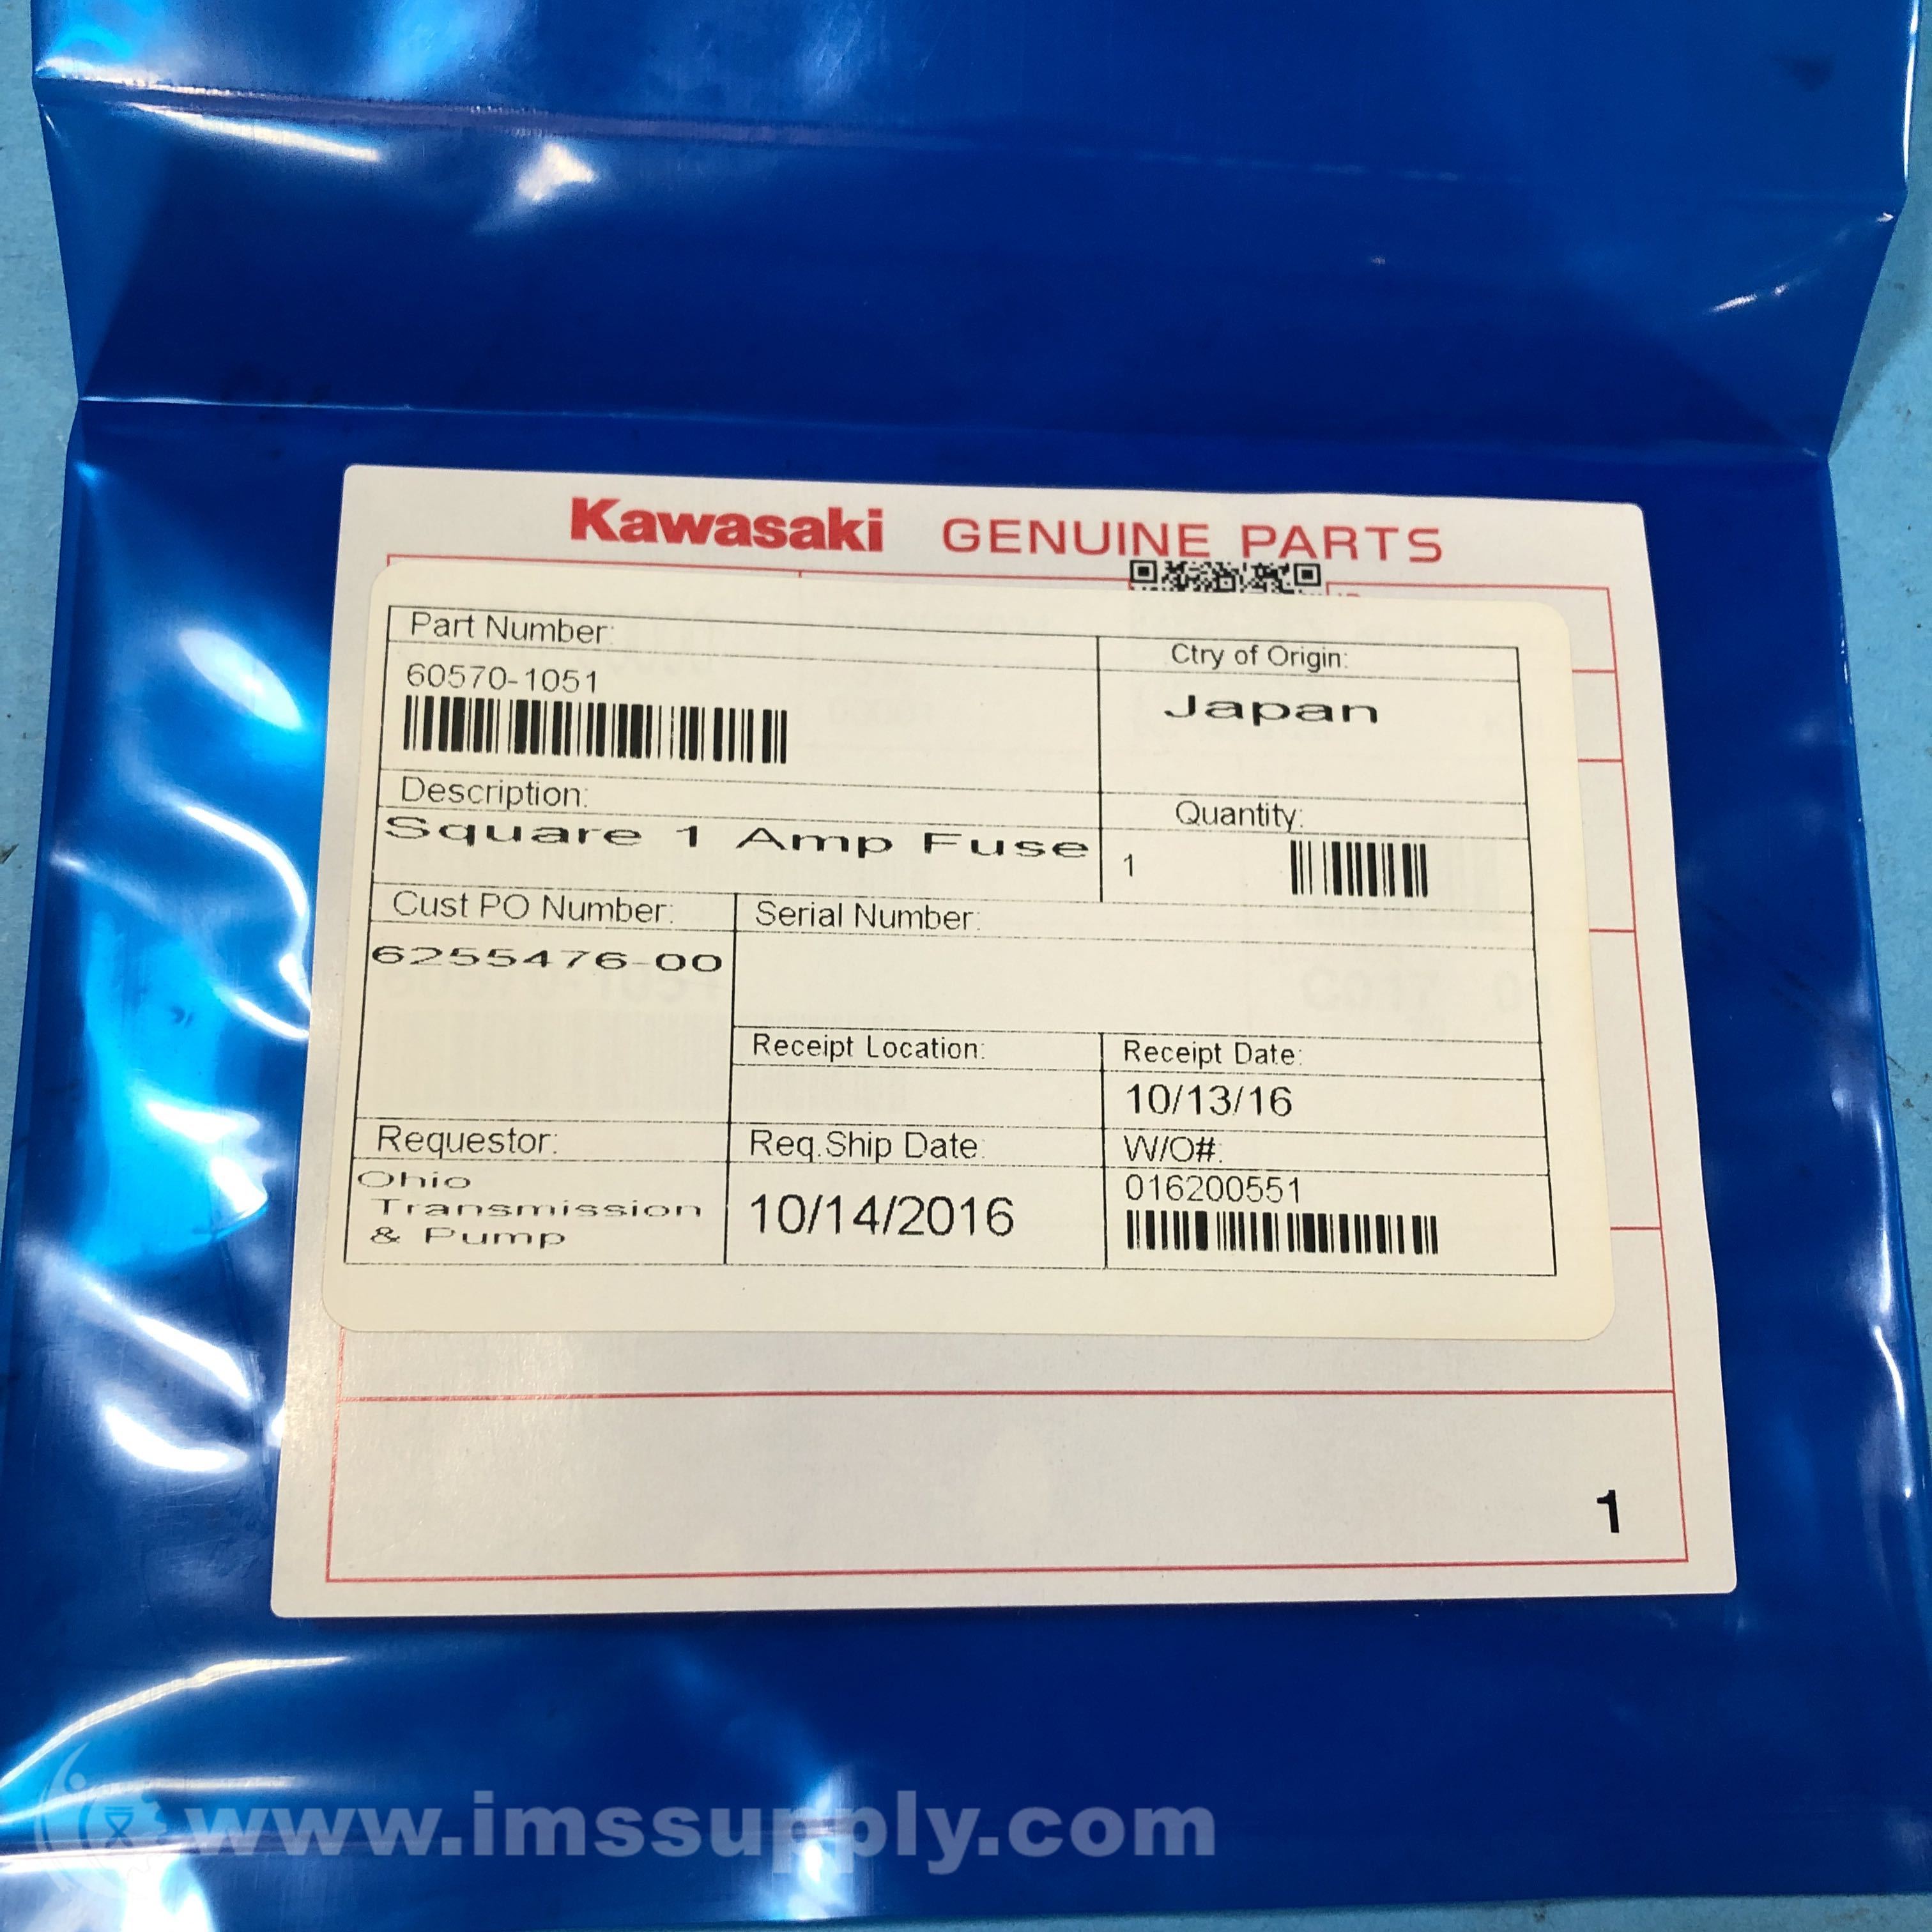 Kawasaki GENUINE PARTS
Part Number:
60570-1051
Ctry of Origin:
Japan
Description:
Square 1 Amp Fuse
Quantity:
1
Cust PO Number:
6255476-00
Serial Number:
Receipt Location:
Receipt Date:
10/13/16
Requestor:
Ohio
Transmission
& Pump
Req.Ship Date:
10/14/2016
W/O#:
016200551
1
www.imssupply.com